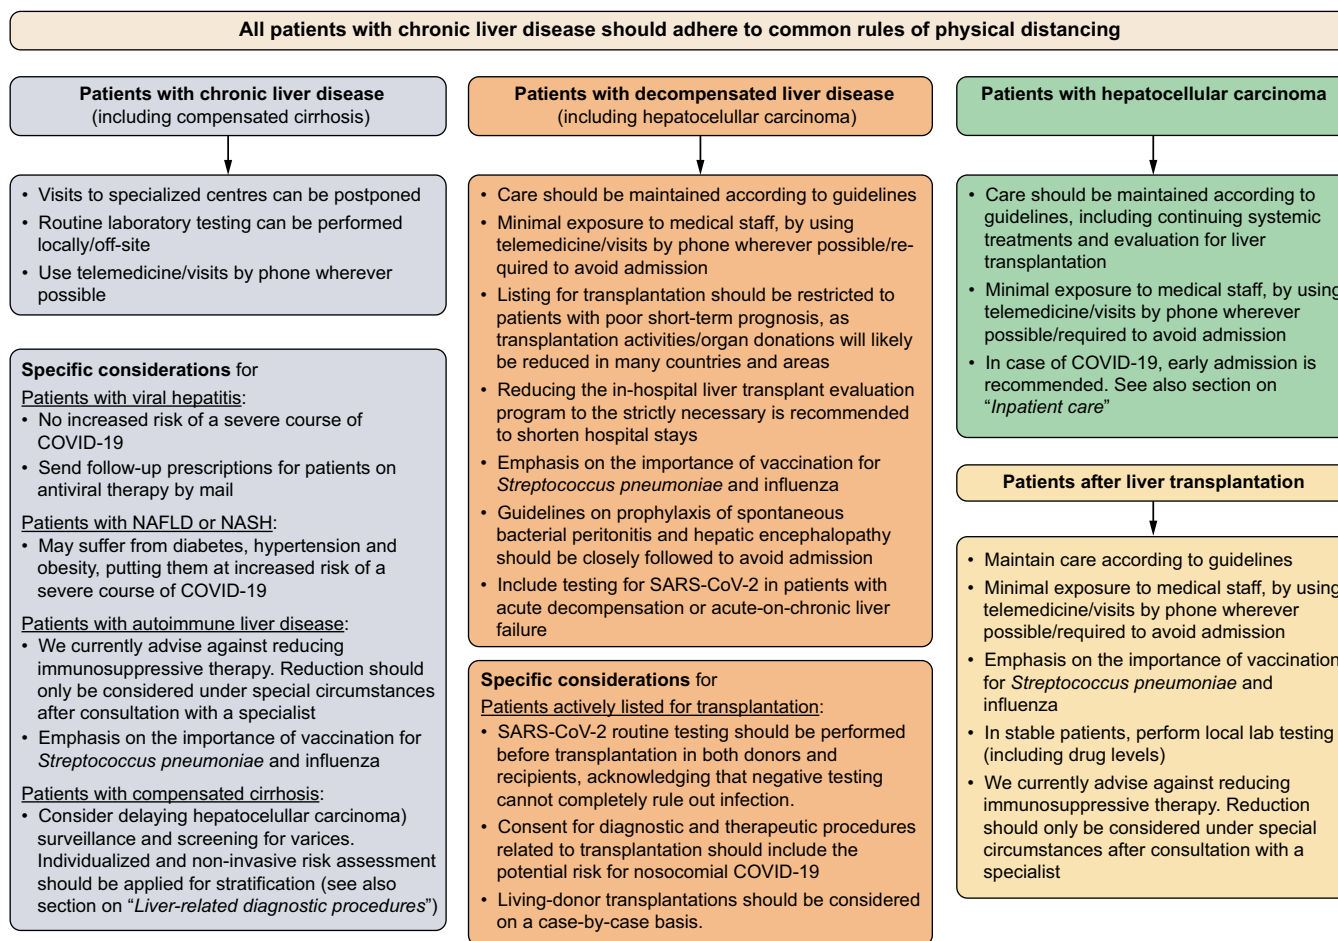 All patients with chronic liver disease should adhere to common rules of physical distancing
Patients with chronic liver disease
(including compensated cirrhosis)
• Visits to specialized centres can be postponed
• Routine laboratory testing can be performed
locally/off-site
• Use telemedicine/visits by phone wherever
possible
Specific considerations for
Patients with viral hepatitis:
• No increased risk of a severe course of
COVID-19
• Send follow-up prescriptions for patients on
antiviral therapy by mail
Patients with NAFLD or NASH:
• May suffer from diabetes, hypertension and
obesity, putting them at increased risk of a
severe course of COVID-19
Patients with autoimmune liver disease:
• We currently advise against reducing
immunosuppressive therapy. Reduction should
only be considered under special circumstances
after consultation with a specialist
• Emphasis on the importance of vaccination for
Streptococcus pneumoniae and influenza
Patients with compensated cirrhosis:
• Consider delaying hepatocelullar carcinoma)
surveillance and screening for varices.
Individualized and non-invasive risk assessment
should be applied for stratification (see also
section on “Liver-related diagnostic procedures”)
Patients with decompensated liver disease
(including hepatocelullar carcinoma)
• Care should be maintained according to guidelines
• Minimal exposure to medical staff, by using
telemedicine/visits by phone wherever possible/re-
quired to avoid admission
• Listing for transplantation should be restricted to
patients with poor short-term prognosis, as
transplantation activities/organ donations will likely
be reduced in many countries and areas
• Reducing the in-hospital liver transplant evaluation
program to the strictly necessary is recommended
to shorten hospital stays
• Emphasis on the importance of vaccination for
Streptococcus pneumoniae and influenza
• Guidelines on prophylaxis of spontaneous
bacterial peritonitis and hepatic encephalopathy
should be closely followed to avoid admission
• Include testing for SARS-CoV-2 in patients with
acute decompensation or acute-on-chronic liver
failure
Specific considerations for
Patients actively listed for transplantation:
• SARS-CoV-2 routine testing should be performed
before transplantation in both donors and
recipients, acknowledging that negative testing
cannot completely rule out infection.
• Consent for diagnostic and therapeutic procedures
related to transplantation should include the
potential risk for nosocomial COVID-19
• Living-donor transplantations should be considered
on a case-by-case basis.
Patients with hepatocellular carcinoma
• Care should be maintained according to
guidelines, including continuing systemic
treatments and evaluation for liver
transplantation
• Minimal exposure to medical staff, by using
telemedicine/visits by phone wherever
possible/required to avoid admission
• In case of COVID-19, early admission is
recommended. See also section on
“Inpatient care”
Patients after liver transplantation
• Maintain care according to guidelines
• Minimal exposure to medical staff, by using
telemedicine/visits by phone wherever
possible/required to avoid admission
• Emphasis on the importance of vaccination
for Streptococcus pneumoniae and
influenza
• In stable patients, perform local lab testing
(including drug levels)
• We currently advise against reducing
immunosuppressive therapy. Reduction
should only be considered under special
circumstances after consultation with a
specialist